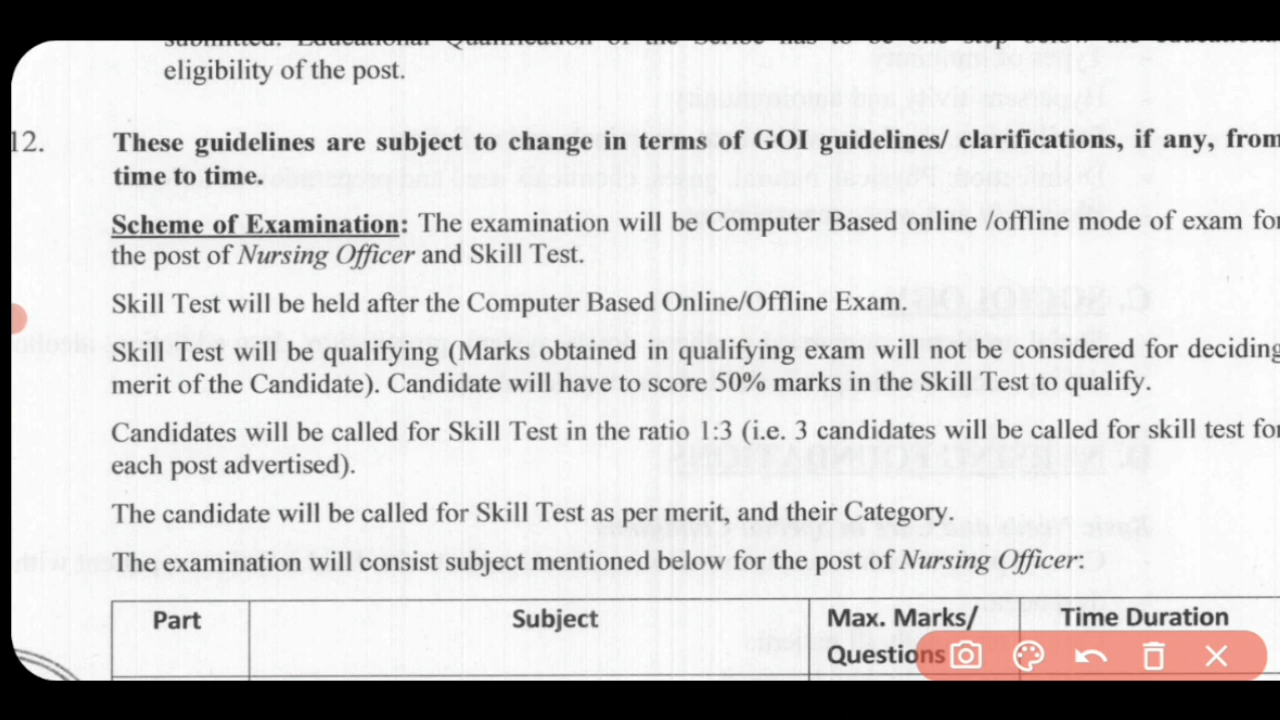 eligibility of the post.
12. These guidelines are subject to change in terms of GOI guidelines/ clarifications, if any, from
time to time.
Scheme of Examination: The examination will be Computer Based online /offline mode of exam for
the post of Nursing Officer and Skill Test.
Skill Test will be held after the Computer Based Online/Offline Exam.
Skill Test will be qualifying (Marks obtained in qualifying exam will not be considered for deciding
merit of the Candidate). Candidate will have to score 50% marks in the Skill Test to qualify.
Candidates will be called for Skill Test in the ratio 1:3 (i.e. 3 candidates will be called for skill test for
each post advertised).
The candidate will be called for Skill Test as per merit, and their Category.
The examination will consist subject mentioned below for the post of Nursing Officer:
Part Subject Max. Marks/ Time Duration
Questions